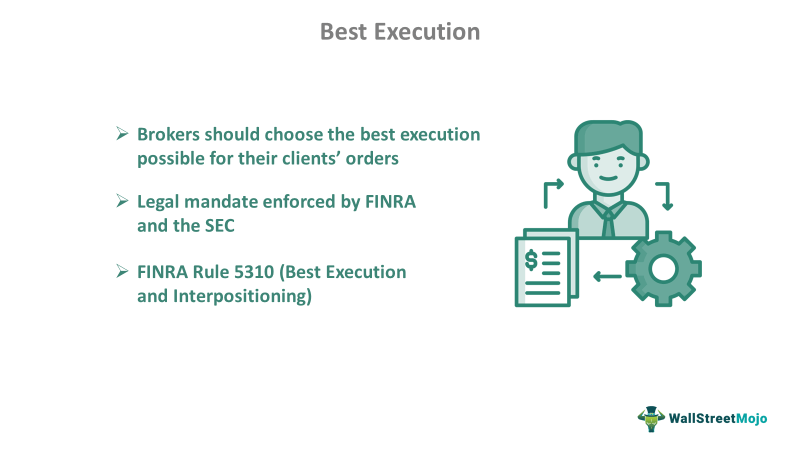 Best Execution
➢ Brokers should choose the best execution
possible for their clients’ orders
➢ Legal mandate enforced by FINRA
and the SEC
➢ FINRA Rule 5310 (Best Execution
and Interpositioning)
$
WallStreetMojo